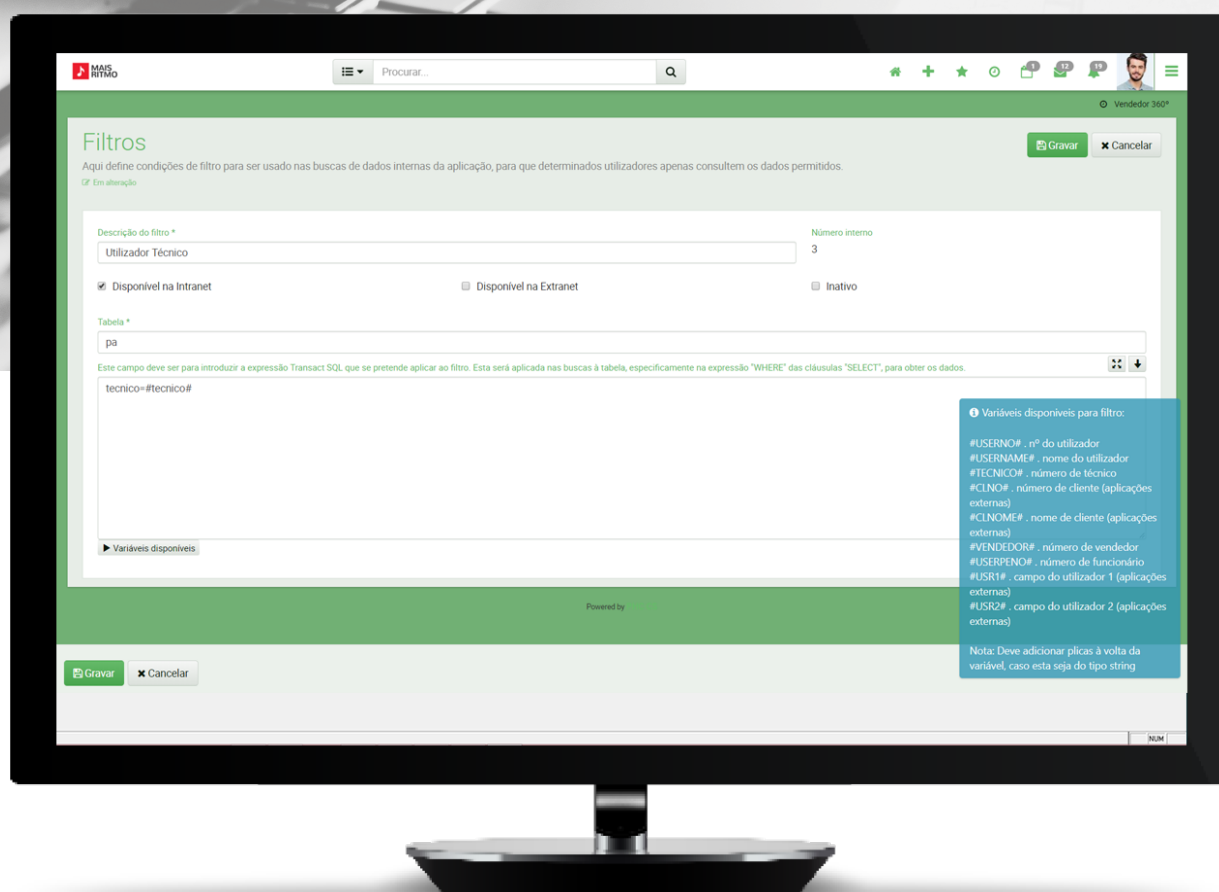 MAIS
RITMO
Procurar...
1
12
19
Vendedor 360º
Filtros
Aqui define condições de filtro para ser usado nas buscas de dados internas da aplicação, para que determinados utilizadores apenas consultem os dados permitidos.
Em alteração
Gravar
Cancelar
Descrição do filtro *
Número interno
Utilizador Técnico
3
Disponível na Intranet
Disponível na Extranet
Inativo
Tabela *
pa
Este campo deve ser para introduzir a expressão Transact SQL que se pretende aplicar ao filtro. Esta será aplicada nas buscas à tabela, especificamente na expressão "WHERE" das cláusulas "SELECT", para obter os dados.
tecnico=#tecnico#
Variáveis disponíveis para filtro:
#USERNO# . nº do utilizador
#USERNAME# . nome do utilizador
#TECNICO# . número de técnico
#CLNO# . número de cliente (aplicações
externas)
#CLNOME# . nome de cliente (aplicações
externas)
#VENDEDOR# . número de vendedor
#USERPENO# . número de funcionário
#USR1# . campo do utilizador 1 (aplicações
externas)
#USR2# . campo do utilizador 2 (aplicações
externas)
Nota: Deve adicionar plicas à volta da
variável, caso esta seja do tipo string
Variáveis disponíveis
Powered by
Gravar
Cancelar
NUM